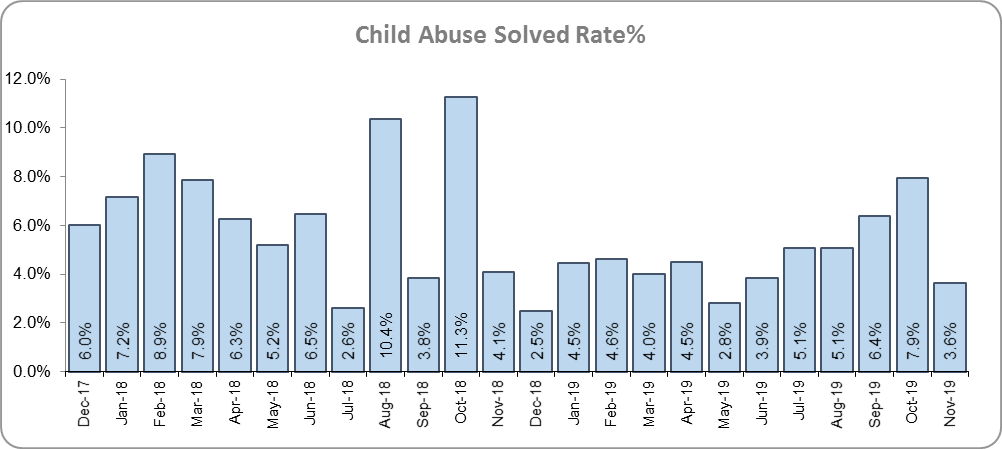 Child Abuse Solved Rate%
12.0%
10.0%
8.0%
6.0%
4.0%
2.0%
0.0%
6.0%
7.2%
8.9%
7.9%
6.3%
5.2%
6.5%
2.6%
10.4%
3.8%
11.3%
4.1%
2.5%
4.5%
4.6%
4.0%
4.5%
2.8%
3.9%
5.1%
5.1%
6.4%
7.9%
3.6%
Dec-17
Jan-18
Feb-18
Mar-18
Apr-18
May-18
Jun-18
Jul-18
Aug-18
Sep-18
Oct-18
Nov-18
Dec-18
Jan-19
Feb-19
Mar-19
Apr-19
May-19
Jun-19
Jul-19
Aug-19
Sep-19
Oct-19
Nov-19